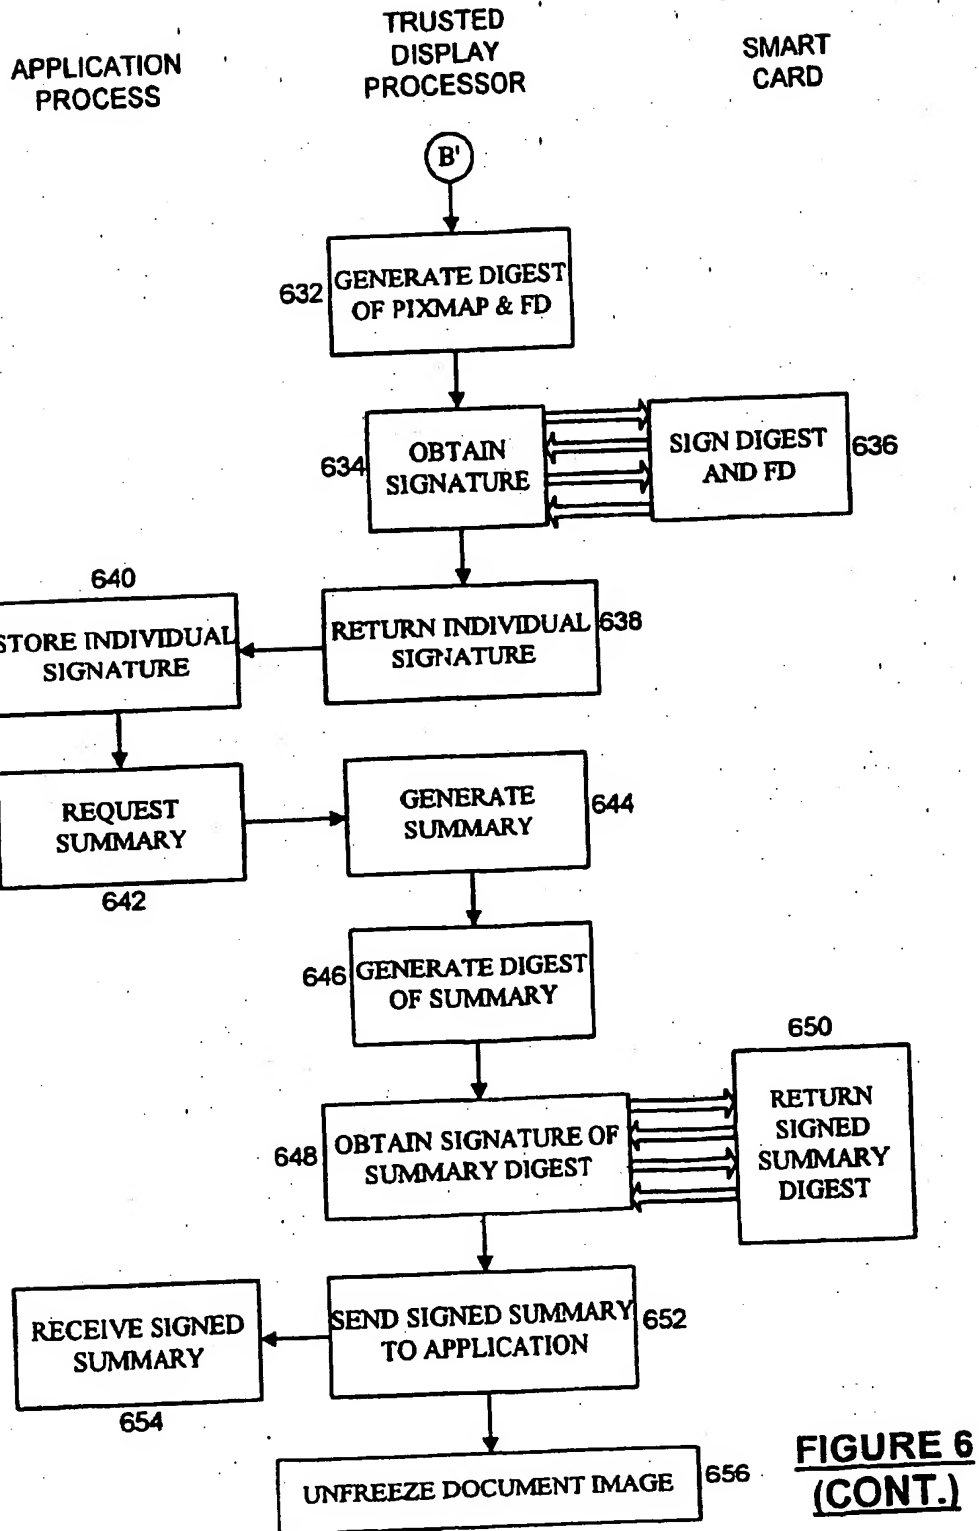 APPLICATION
PROCESS
TRUSTED
DISPLAY
PROCESSOR
SMART
CARD
B'
632
GENERATE DIGEST
OF PIXMAP & FD
634
OBTAIN
SIGNATURE
SIGN DIGEST
AND FD
636
640
STORE INDIVIDUAL
SIGNATURE
RETURN INDIVIDUAL
SIGNATURE
638
REQUEST
SUMMARY
642
GENERATE
SUMMARY
644
646
GENERATE DIGEST
OF SUMMARY
648
OBTAIN SIGNATURE OF
SUMMARY DIGEST
650
RETURN
SIGNED
SUMMARY
DIGEST
RECEIVE SIGNED
SUMMARY
654
SEND SIGNED SUMMARY
TO APPLICATION
652
UNFREEZE DOCUMENT IMAGE
656
FIGURE 6
(CONT.)